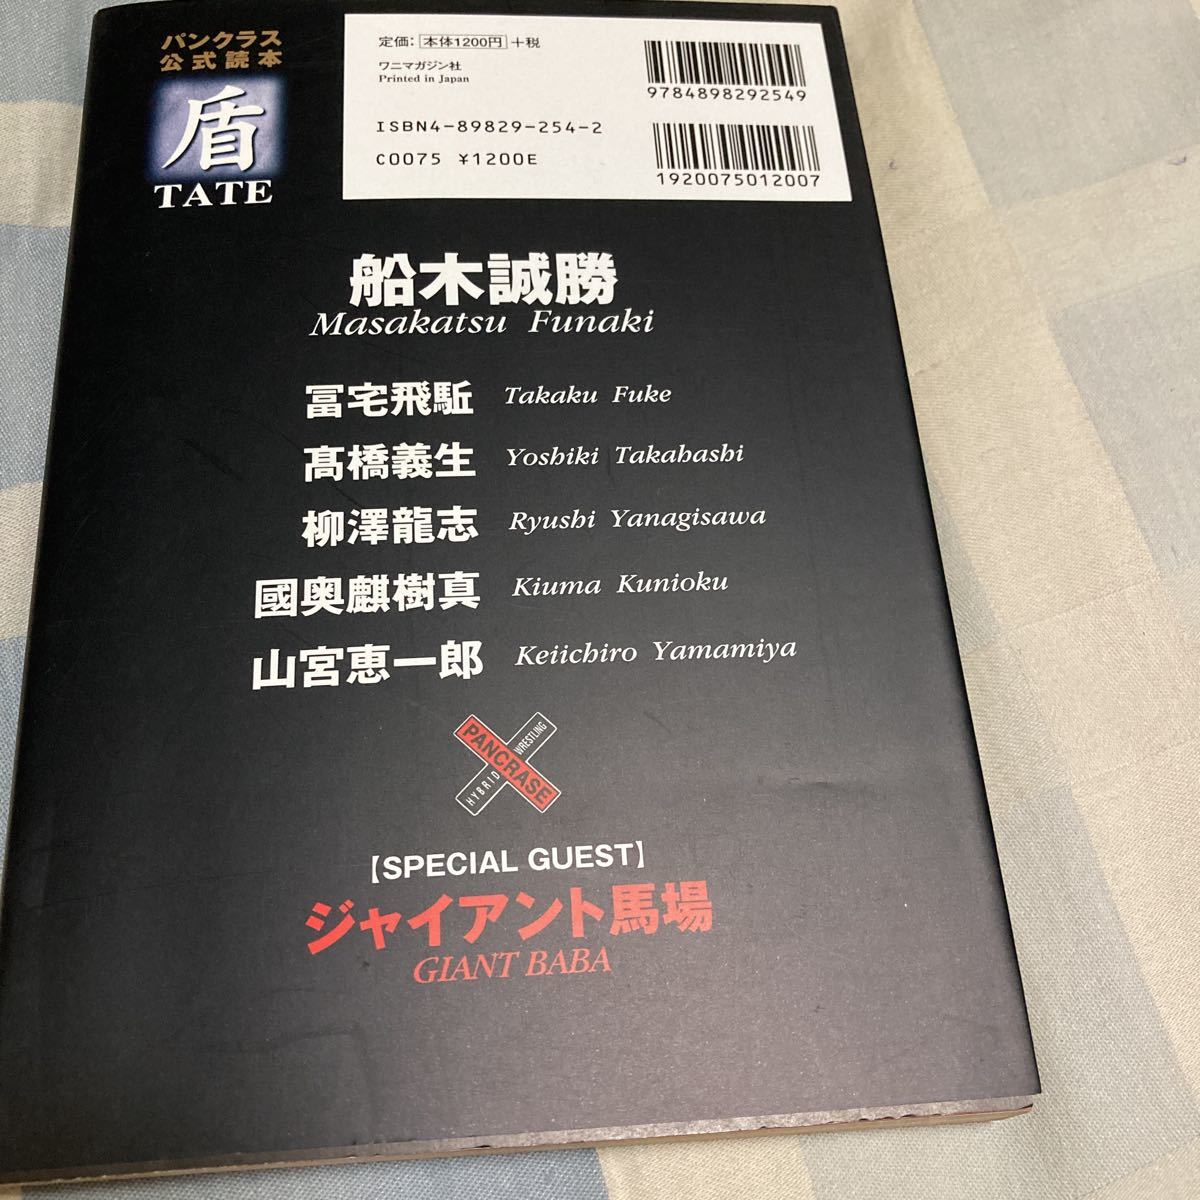 パンクラス
公式読本
盾
TATE
定価：本体1200円+税
ワニマガジン社
Printed in Japan
9784898292549
ISBN4-89829-254-2
C0075 ¥1200E
1920075012007
船木誠勝
Masakatsu Funaki
冨宅飛駈 Takaku Fuke
髙橋義生 Yoshiki Takahashi
柳澤龍志 Ryushi Yanagisawa
國奥麒樹真 Kiuma Kunioku
山宮恵一郎 Keiichiro Yamamiya
PANCRASE
HYBRID WRESTLING
【SPECIAL GUEST】
ジャイアント馬場
GIANT BABA